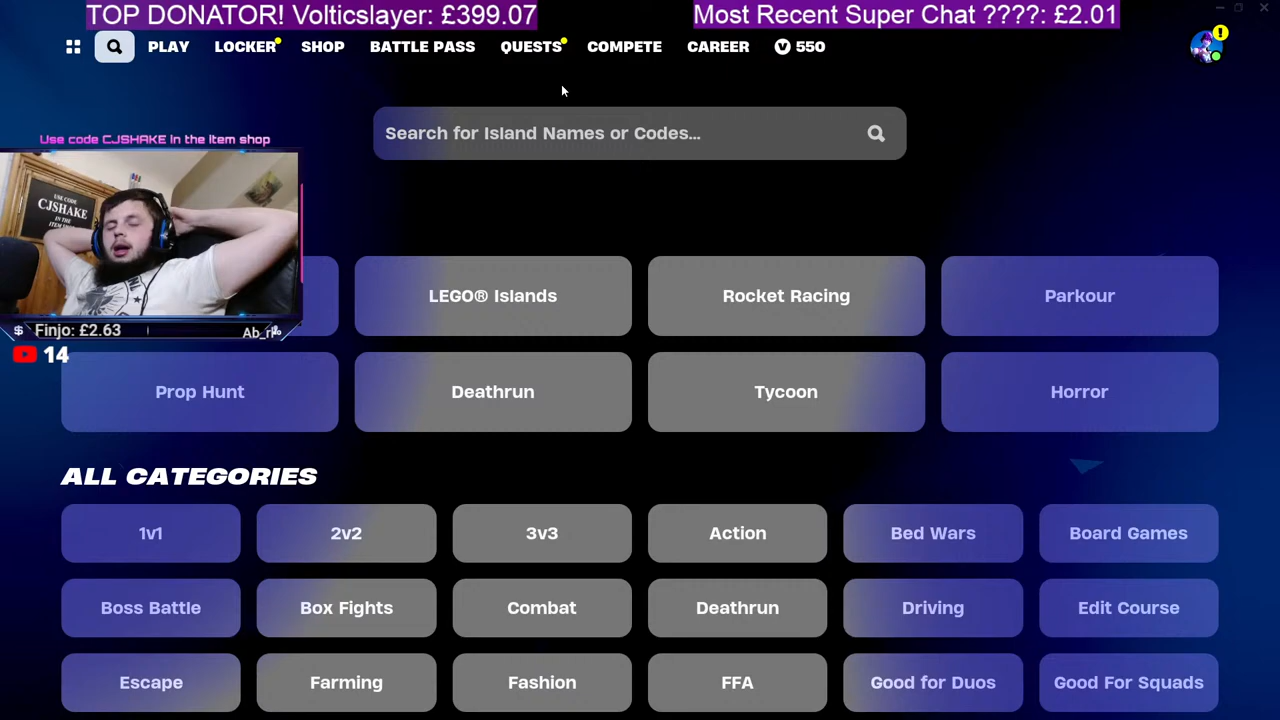 TOP DONATOR! Volticslayer: £399.07
Most Recent Super Chat ????: £2.01
PLAY
LOCKER
SHOP
BATTLE PASS
QUESTS
COMPETE
CAREER
V 550
Search for Island Names or Codes...
Use code CJSHAKE in the item shop
USE CODE
CJSHAKE
IN THE
ITEM SHOP
LEGO® Islands
Rocket Racing
Parkour
$ Finjo: £2.63
14
Prop Hunt
Deathrun
Tycoon
Horror
ALL CATEGORIES
1v1
2v2
3v3
Action
Bed Wars
Board Games
Boss Battle
Box Fights
Combat
Deathrun
Driving
Edit Course
Escape
Farming
Fashion
FFA
Good for Duos
Good For Squads